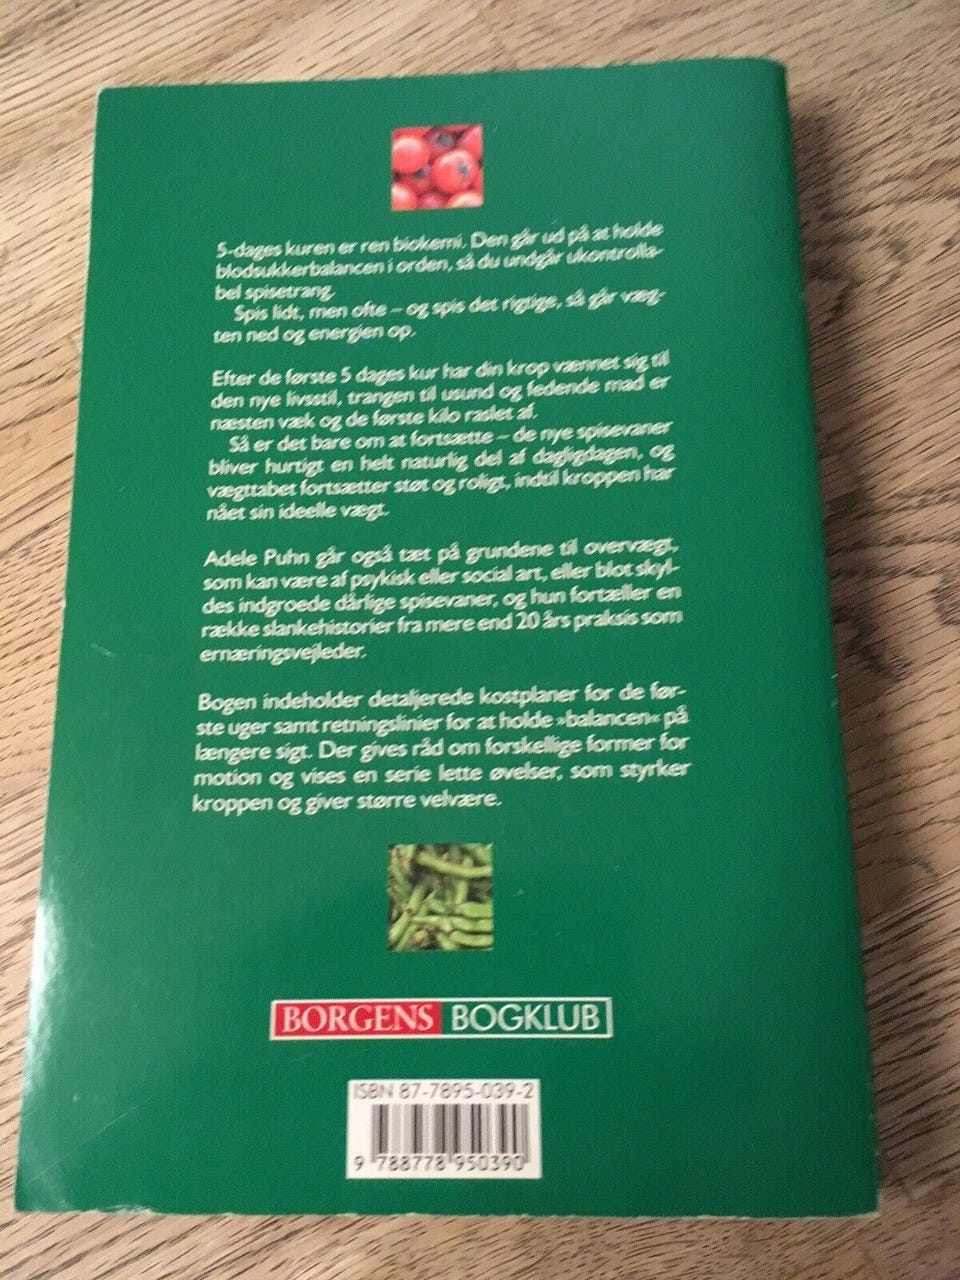 5-dages kuren er ren biokemi. Den går ud på at holde
blodsukkerbalancen i orden, så du undgår ukontrolla-
bel spisetrang.
Spis lidt, men ofte – og spis det rigtige, så går væg-
ten ned og energien op.
Efter de første 5 dages kur har din krop vænnet sig til
den nye livsstil, trangen til usund og fedende mad er
næsten væk og de første kilo raslet af.
Så er det bare om at fortsætte – de nye spisevaner
bliver hurtigt en helt naturlig del af dagligdagen, og
vægttabet fortsætter støt og roligt, indtil kroppen har
nået sin ideelle vægt.
Adele Puhn går også tæt på grundene til overvægt,
som kan være af psykisk eller social art, eller blot skyl-
des indgroede dårlige spisevaner, og hun fortæller en
række slankehistorier fra mere end 20 års praksis som
ernæringsvejleder.
Bogen indeholder detaljerede kostplaner for de før-
ste uger samt retningslinier for at holde »balancen« på
længere sigt. Der gives råd om forskellige former for
motion og vises en serie lette øvelser, som styrker
kroppen og giver større velvære.
BORGENS BOGKLUB
ISBN 87-7895-039-2
9 788778 950390